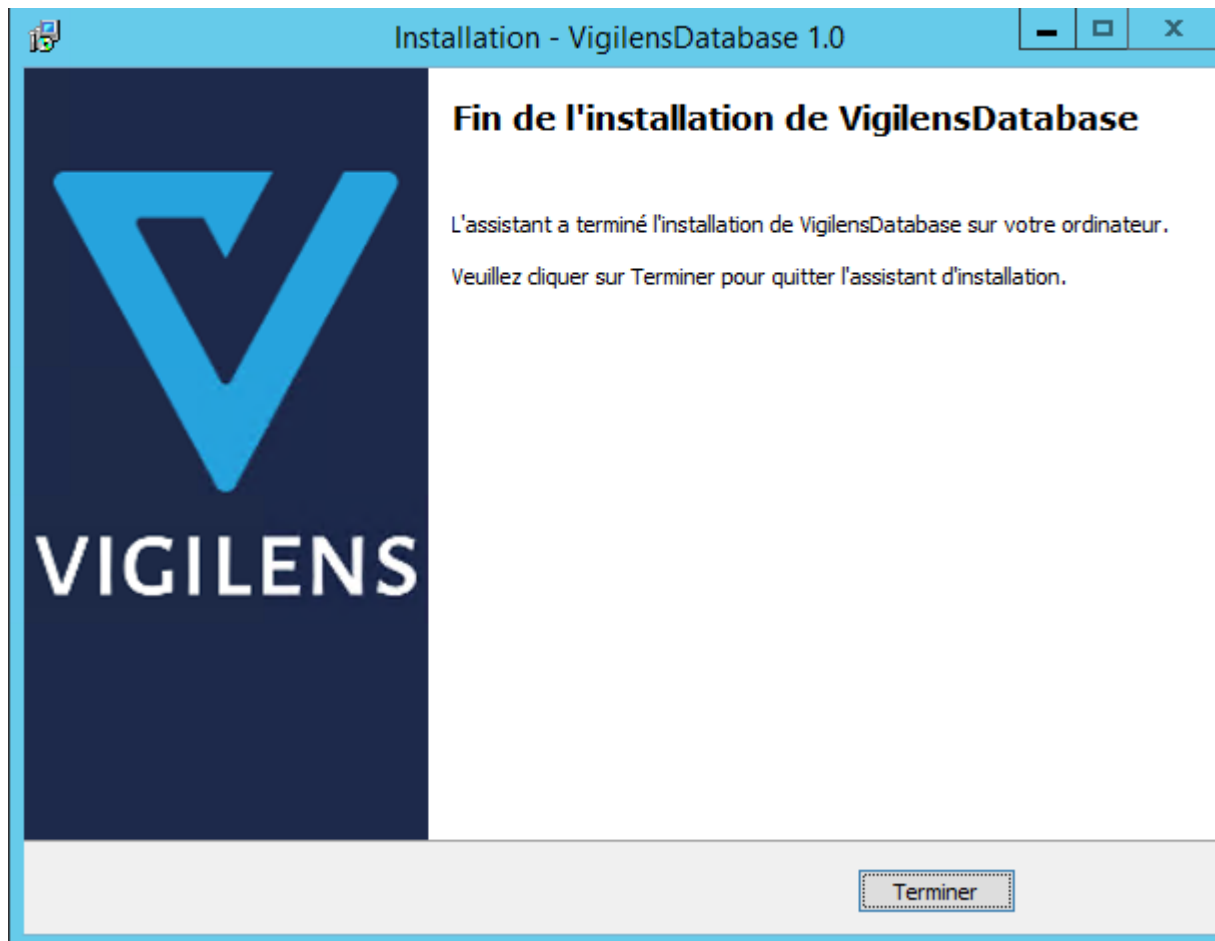 Installation - VigilensDatabase 1.0
Fin de l'installation de VigilensDatabase
L'assistant a terminé l'installation de VigilensDatabase sur votre ordinateur.
Veuillez cliquer sur Terminer pour quitter l'assistant d'installation.
VIGILENS
Terminer